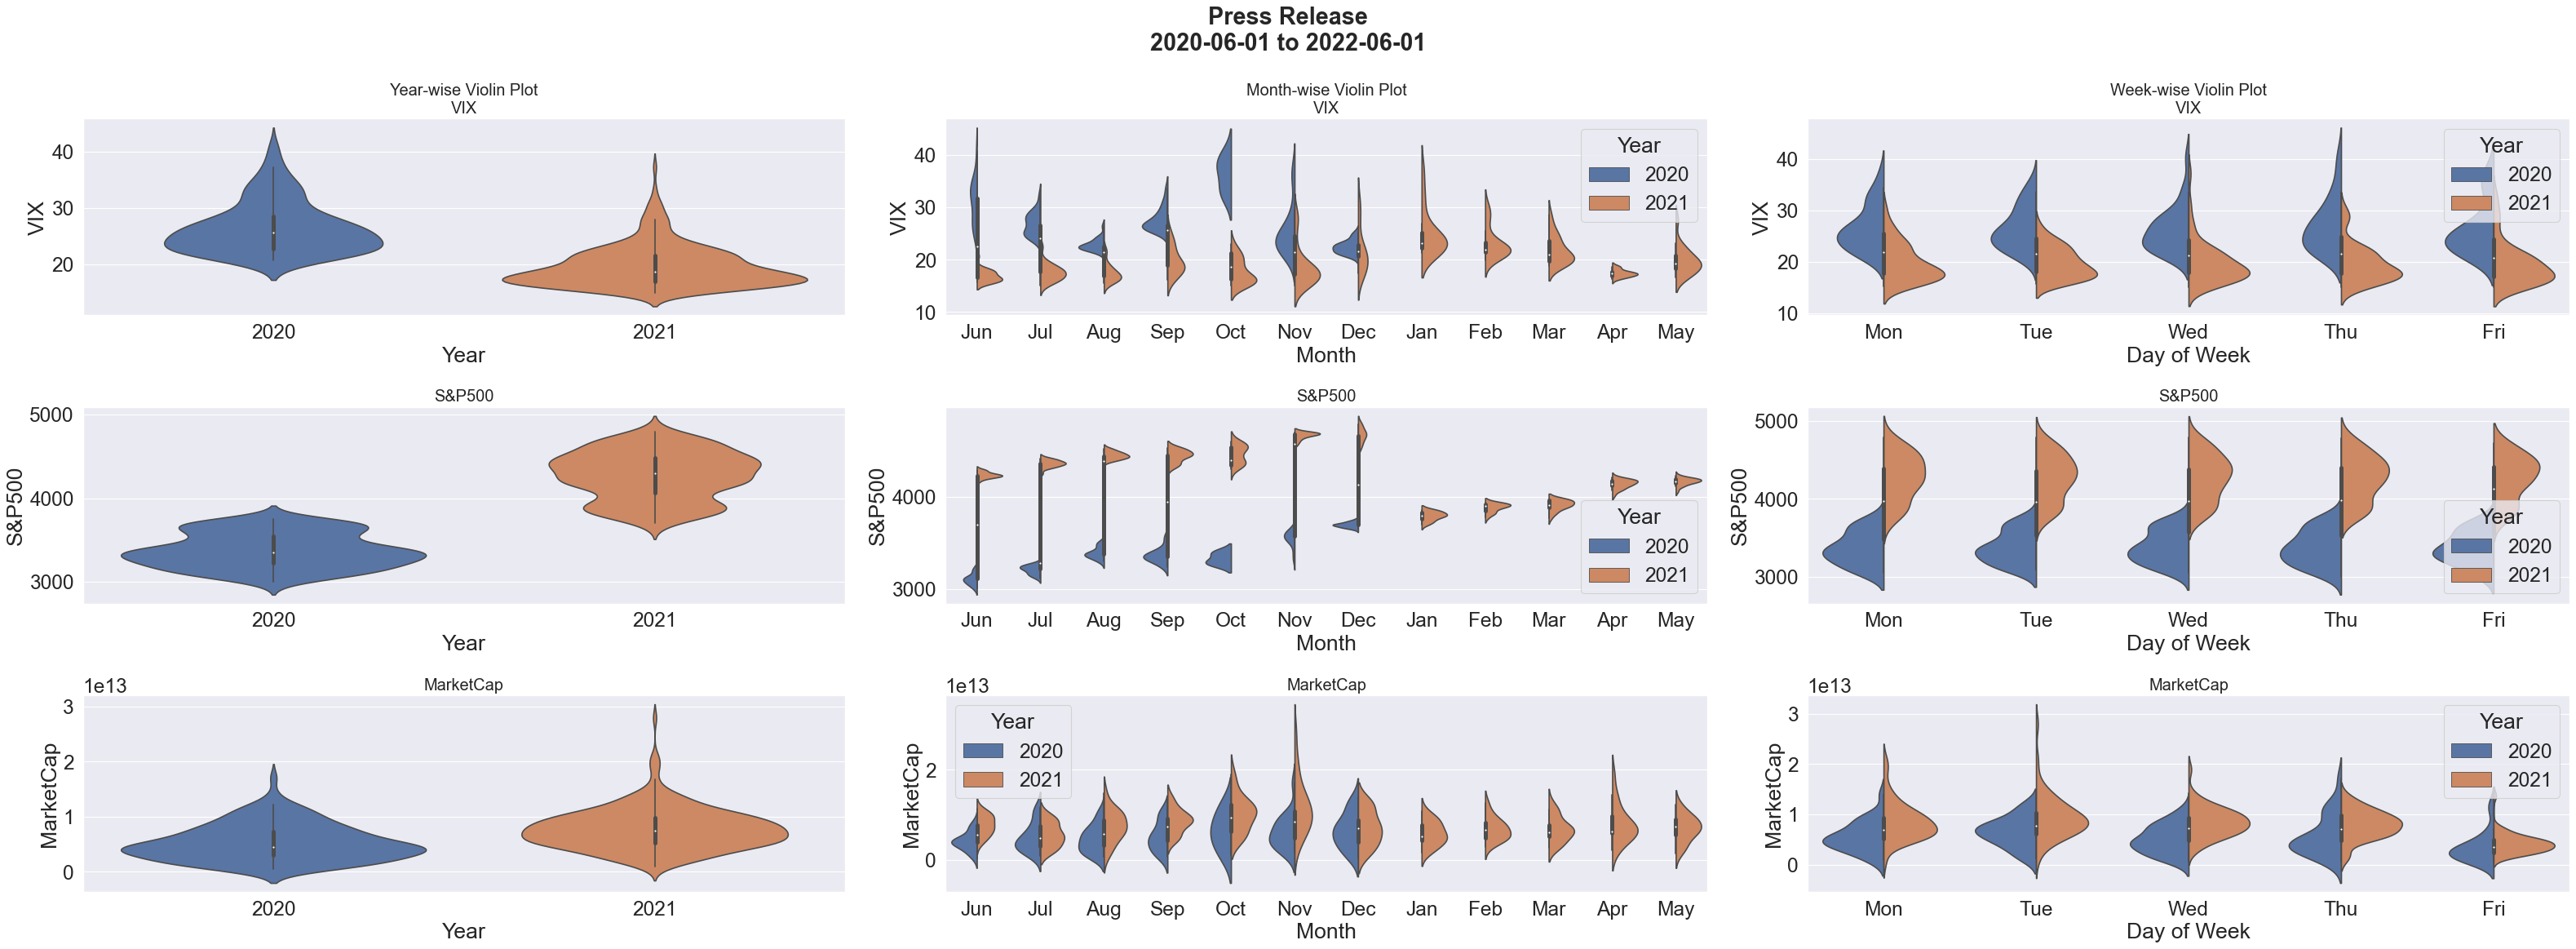 Press Release
2020-06-01 to 2022-06-01
Year-wise Violin Plot
VIX
40
30
20
VIX
2020 2021
Year
Month-wise Violin Plot
VIX
40
30
20
10
VIX
Year
2020
2021
Jun Jul Aug Sep Oct Nov Dec Jan Feb Mar Apr May
Month
Week-wise Violin Plot
VIX
40
30
20
10
VIX
Year
2020
2021
Mon Tue Wed Thu Fri
Day of Week
S&P500
5000
4000
3000
S&P500
2020 2021
Year
S&P500
4000
3000
S&P500
Year
2020
2021
Jun Jul Aug Sep Oct Nov Dec Jan Feb Mar Apr May
Month
S&P500
5000
4000
3000
S&P500
Year
2020
2021
Mon Tue Wed Thu Fri
Day of Week
1e13
MarketCap
3
2
1
0
MarketCap
2020 2021
Year
1e13
MarketCap
2
0
MarketCap
Year
2020
2021
Jun Jul Aug Sep Oct Nov Dec Jan Feb Mar Apr May
Month
1e13
MarketCap
3
2
1
0
MarketCap
Year
2020
2021
Mon Tue Wed Thu Fri
Day of Week